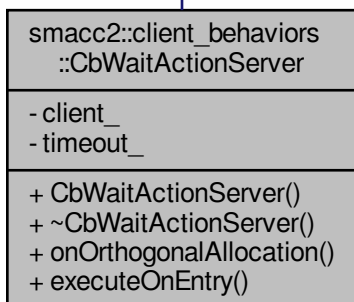 smacc2::client_behaviors
::CbWaitActionServer
- client_
- timeout_
+ CbWaitActionServer()
+ ~CbWaitActionServer()
+ onOrthogonalAllocation()
+ executeOnEntry()